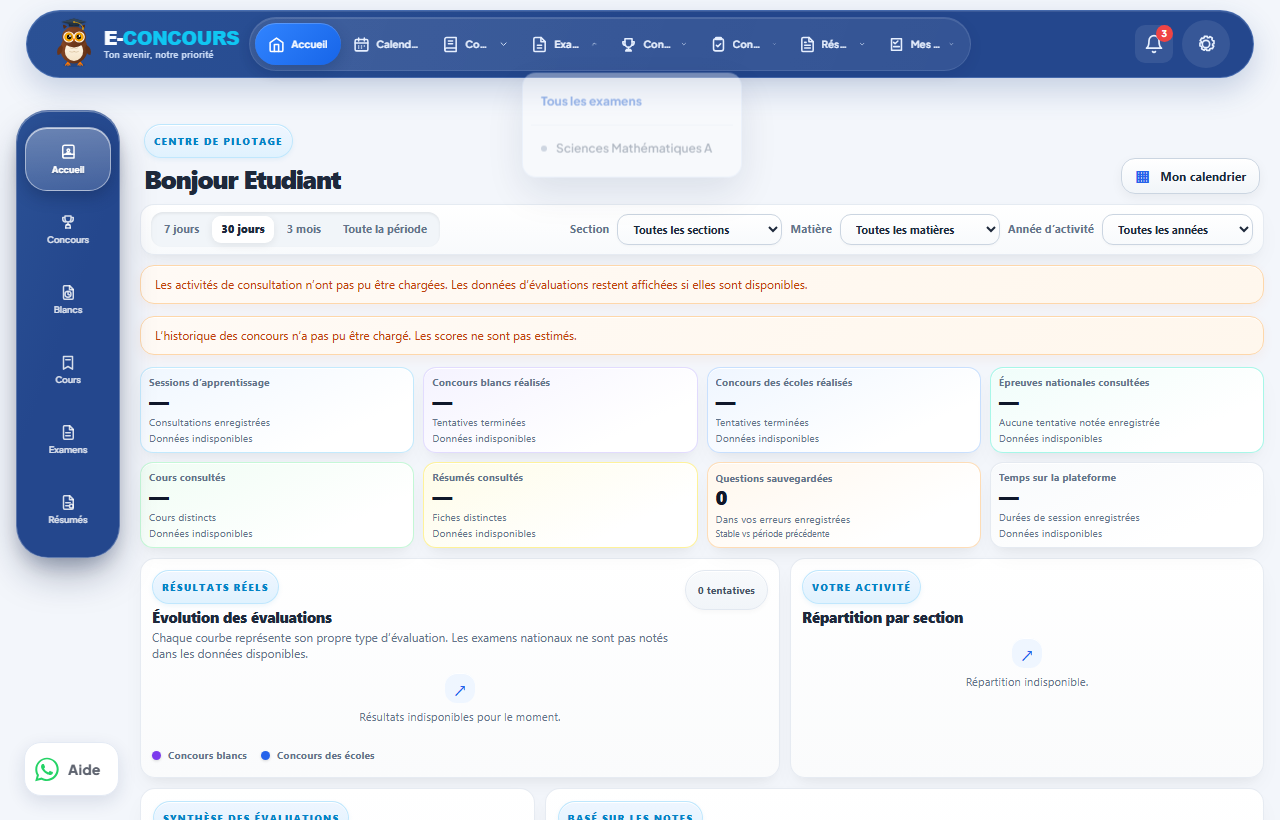 E-CONCOURS
Ton avenir, notre priorité
Accueil
Calend...
Co...
Exa...
Con...
Con...
Rés...
Mes ...
3
Tous les examens
Sciences Mathématiques A
Accueil
Concours
Blancs
Cours
Examens
Résumés
Aide
CENTRE DE PILOTAGE
Bonjour Etudiant
Mon calendrier
7 jours
30 jours
3 mois
Toute la période
Section
Toutes les sections
Matière
Toutes les matières
Année d'activité
Toutes les années
Les activités de consultation n'ont pas pu être chargées. Les données d'évaluations restent affichées si elles sont disponibles.
L'historique des concours n'a pas pu être chargé. Les scores ne sont pas estimés.
Sessions d'apprentissage
—
Consultations enregistrées
Données indisponibles
Concours blancs réalisés
—
Tentatives terminées
Données indisponibles
Concours des écoles réalisés
—
Tentatives terminées
Données indisponibles
Épreuves nationales consultées
—
Aucune tentative notée enregistrée
Données indisponibles
Cours consultés
—
Cours distincts
Données indisponibles
Résumés consultés
—
Fiches distinctes
Données indisponibles
Questions sauvegardées
0
Dans vos erreurs enregistrées
Stable vs période précédente
Temps sur la plateforme
—
Durées de session enregistrées
Données indisponibles
RÉSULTATS RÉELS
0 tentatives
Évolution des évaluations
Chaque courbe représente son propre type d'évaluation. Les examens nationaux ne sont pas notés
dans les données disponibles.
↗
Résultats indisponibles pour le moment.
Concours blancs
Concours des écoles
VOTRE ACTIVITÉ
Répartition par section
↗
Répartition indisponible.
SYNTHÈSE DES ÉVALUATIONS
BASÉ SUR LES NOTES